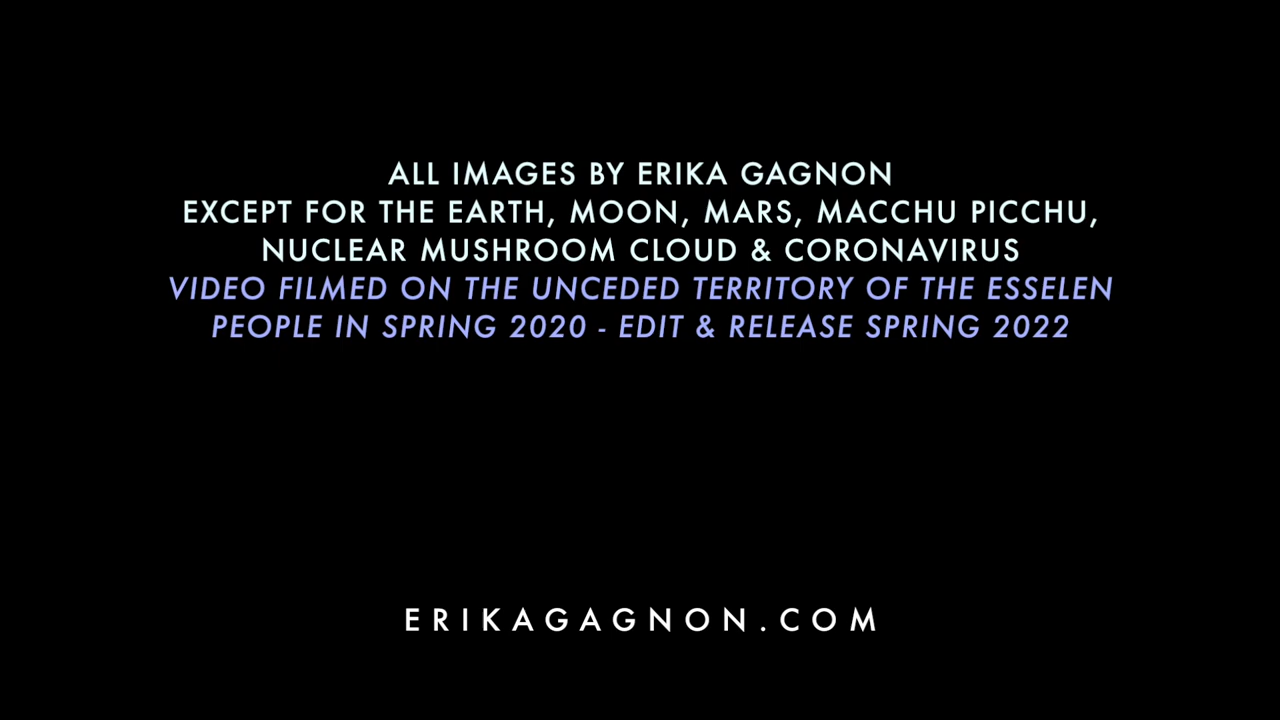 ALL IMAGES BY ERIKA GAGNON
EXCEPT FOR THE EARTH, MOON, MARS, MACCHU PICCHU,
NUCLEAR MUSHROOM CLOUD & CORONAVIRUS
VIDEO FILMED ON THE UNCEDED TERRITORY OF THE ESSELEN
PEOPLE IN SPRING 2020 - EDIT & RELEASE SPRING 2022
ERIKAGAGNON.COM